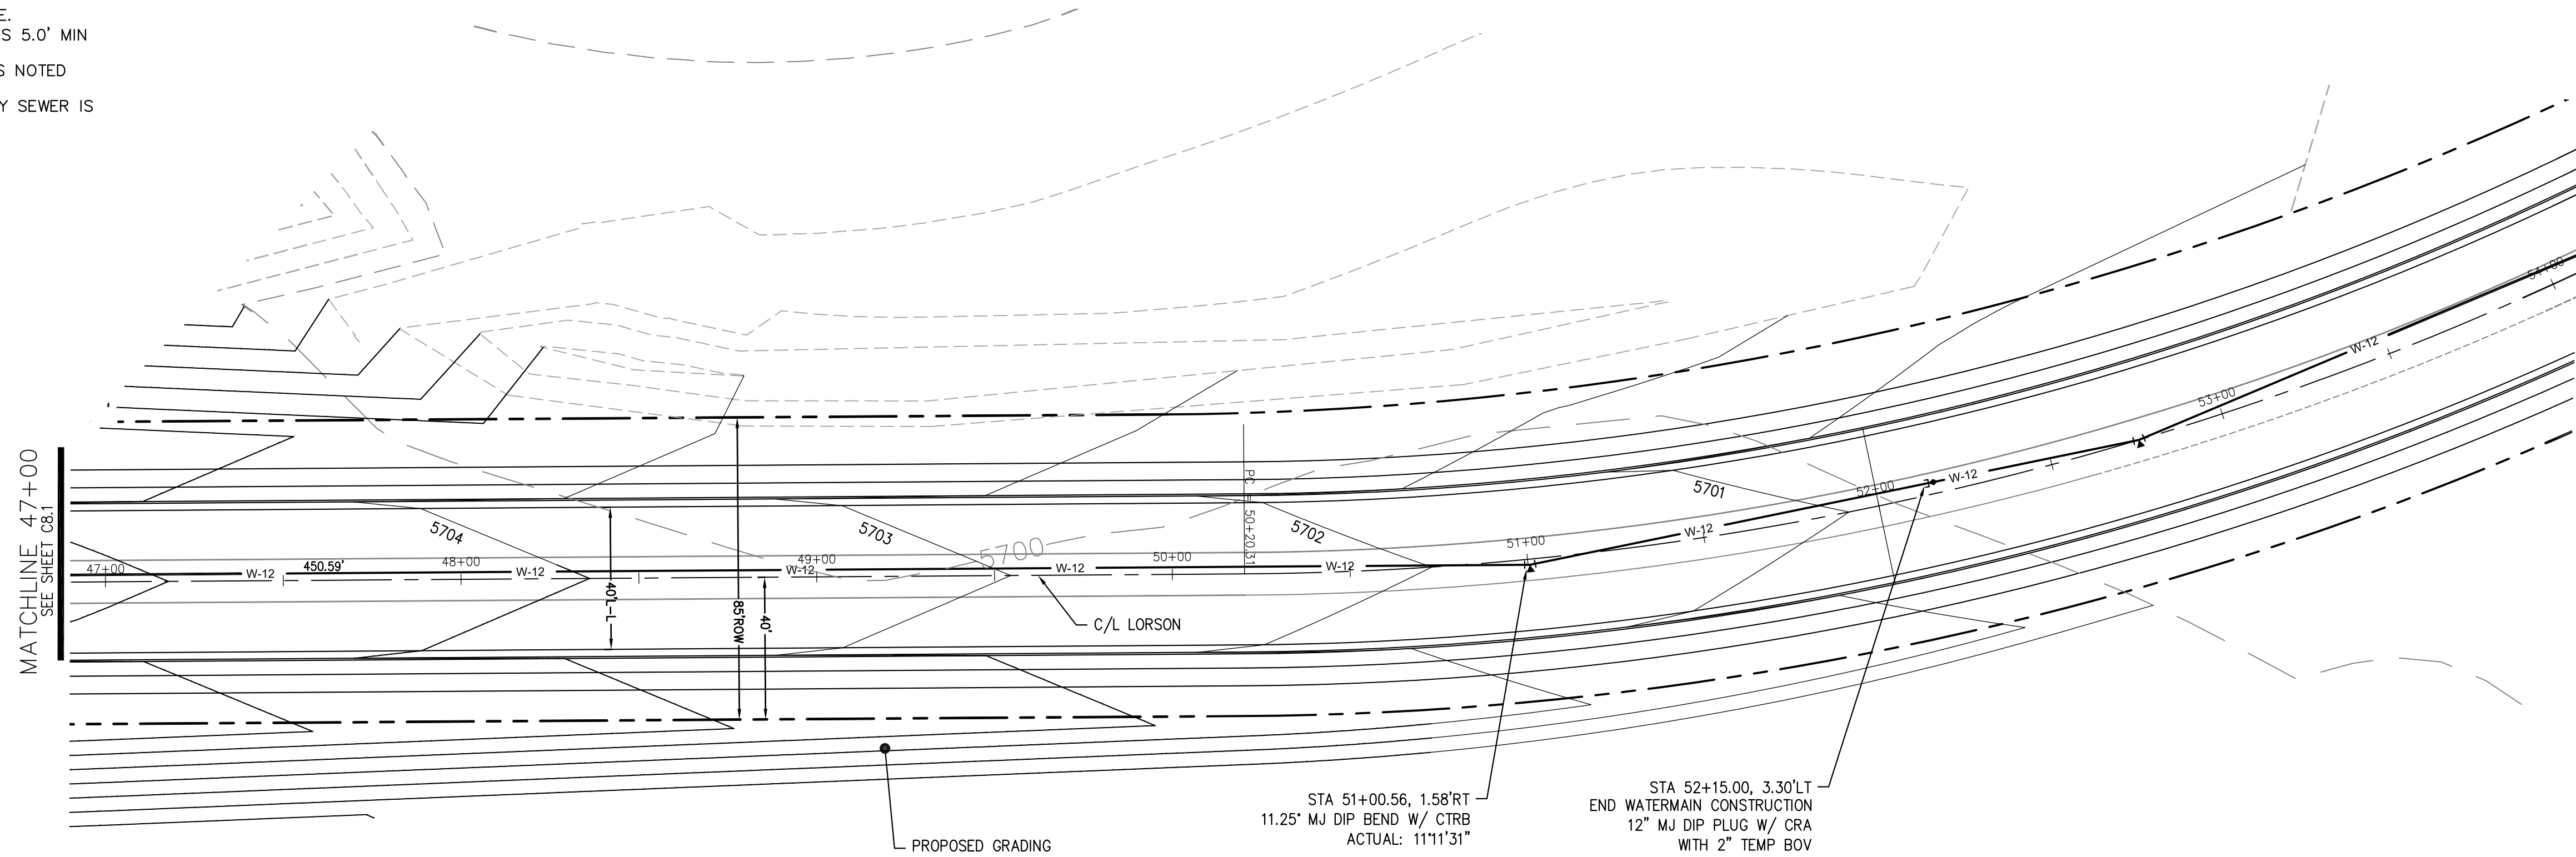 E.
S 5.0' MIN
S NOTED
Y SEWER IS
MATCHLINE 47+00
SEE SHEET C8.1
47+00
W-12
450.59'
48+00
W-12
5704
40'L-L
85'ROW
40'
49+00
W-12
5703
5700
W-12
C/L LORSON
50+00
PC = 50+20.31
5702
W-12
51+00
5701
W-12
52+00
W-12
53+00
W-12
54+00
PROPOSED GRADING
STA 51+00.56, 1.58'RT
11.25° MJ DIP BEND W/ CTRB
ACTUAL: 11°11'31"
STA 52+15.00, 3.30'LT
END WATERMAIN CONSTRUCTION
12" MJ DIP PLUG W/ CRA
WITH 2" TEMP BOV